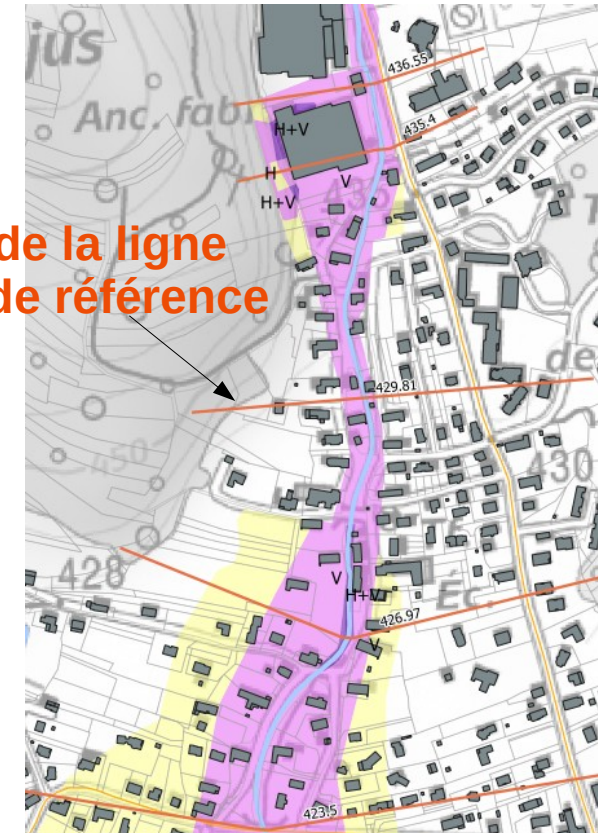 jus
Anc. fab
436.55
435.4
H+V
H
H+V
V
435
de la ligne
de référence
de
429.81
450
430
428
V
H+V
Éc.
426.97
V
423.5